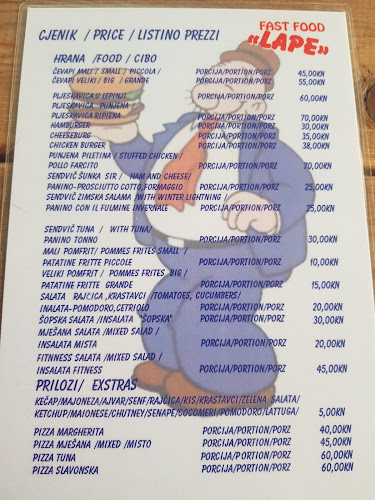 FAST FOOD
«LAPE»
CJENIK / PRICE / LISTINO PREZZI
HRANA /FOOD / CIBO
ČEVAPI MALI / SMALL / PICCOLA / PORCIJA/PORTION/PORZ 45,00KN
ČEVAPI VELIKI / BIG / GRANDE PORCIJA/PORTION/PORZ 55,00KN
PLJESKAVICA U LEPINJI PORCIJA/PORTION/PORZ 60,00KN
PLJESKAVICA PUNJENA /
PLJESKAVICA RIPIENA PORCIJA/PORTION/PORZ 70,00KN
HAMBURGER PORCIJA/PORTION/PORZ 30,00KN
CHEESEBURG PORCIJA/PORTION/PORZ 35,00KN
CHICKEN BURGER PORCIJA/PORTION/PORZ 38,00KN
PUNJENA PILETINA / STUFFED CHICKEN /
POLLO FARCITO PORCIJA/PORTION/PORZ 70,00KN
SENDVIČ ŠUNKA SIR / HAM AND CHEESE/
PANINO-PROSCIUTTO COTTO,FORMAGGIO PORCIJA/PORTION/PORZ 25,00KN
SENDVIČ ZIMSKA SALAMA /WITH WINTER LIGHTNING /
PANINO CON IL FULMINE INVERNALE PORCIJA/PORTION/PORZ 25,00KN
SENDVIČ TUNA / WITH TUNA/
PANINO TONNO PORCIJA/PORTION/PORZ 30,00KN
MALI POMFRIT/ POMMES FRITES SMALL /
PATATINE FRITTE PICCOLE PORCIJA/PORTION/PORZ 10,00KN
VELIKI POMFRIT / POMMES FRITES BIG /
PATATINE FRITTE GRANDE PORCIJA/PORTION/PORZ 15,00KN
SALATA RAJČICA ,KRASTAVCI /TOMATOES, CUCUMBERS/
INALATA-POMODORO,CETRIOLO PORCIJA/PORTION/PORZ 20,00KN
ŠOPSKA SALATA /INSALATA "ŠOPSKA" PORCIJA/PORTION/PORZ 30,00KN
MJEŠANA SALATA /MIXED SALAD /
INSALATA MISTA PORCIJA/PORTION/PORZ 20,00KN
FITNNESS SALATA /MIXED SALAD /
INSALATA FITNESS PORCIJA/PORTION/PORZ 45,00KN
PRILOZI/ EXSTRAS
KEČAP/MAJONEZA/AJVAR/SENF/RAJČICA/KIS/KRASTAVCI/ZELENA SALATA/
KETCHUP/MAIONESE/CHUTNEY/SENAPE/COCOMERI/POMODORO/LATTUGA/ 5,00KN
PIZZA MARGHERITA PORCIJA/PORTION/PORZ 40,00KN
PIZZA MJEŠANA /MIXED /MISTO PORCIJA/PORTION/PORZ 45,00KN
PIZZA TUNA PORCIJA/PORTION/PORZ 60,00KN
PIZZA SLAVONSKA PORCIJA/PORTION/PORZ 60,00KN